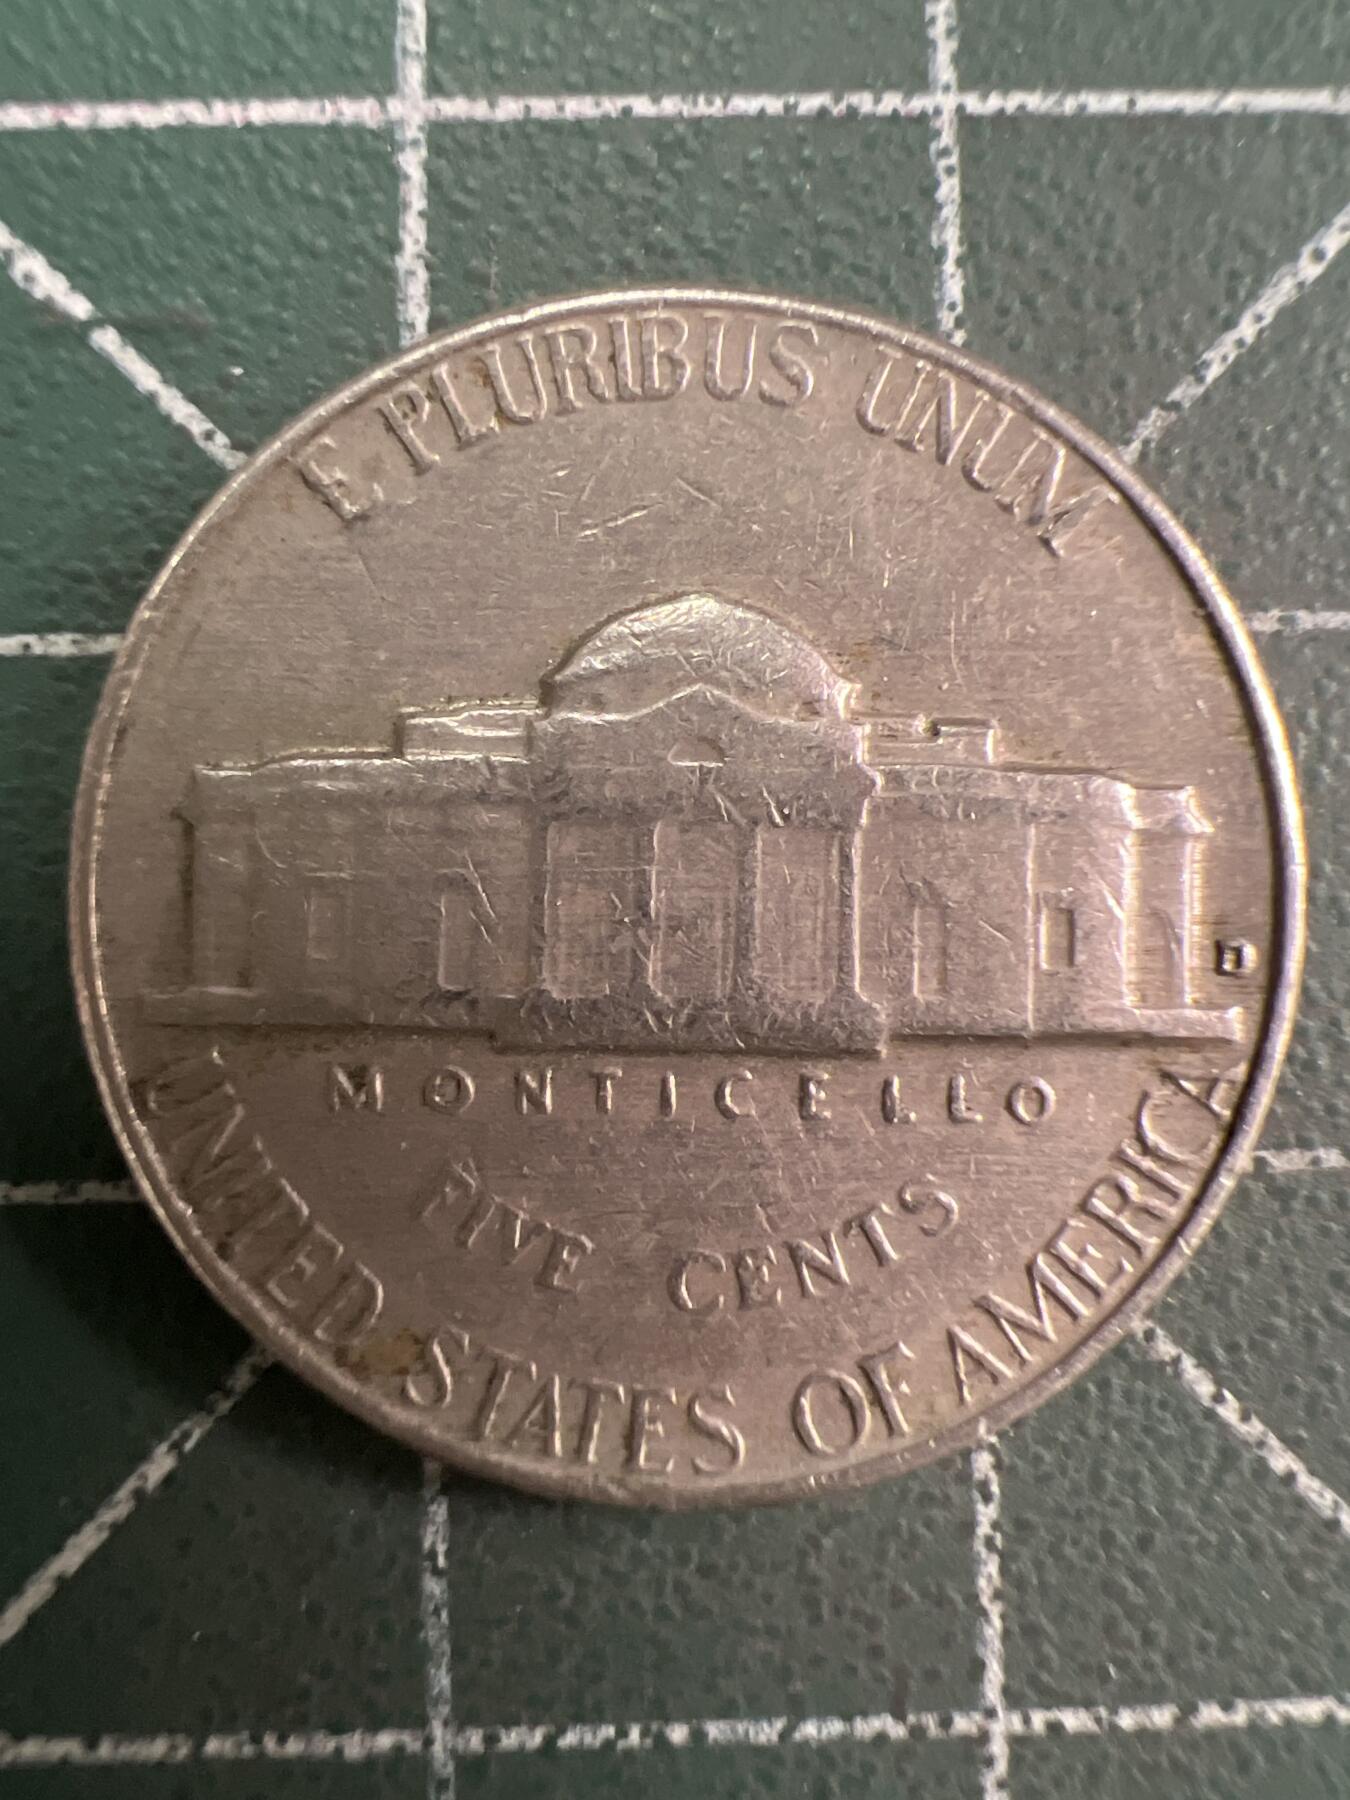 E PLURIBUS UNUM
D
MONTICELLO
FIVE CENTS
UNITED STATES OF AMERICA